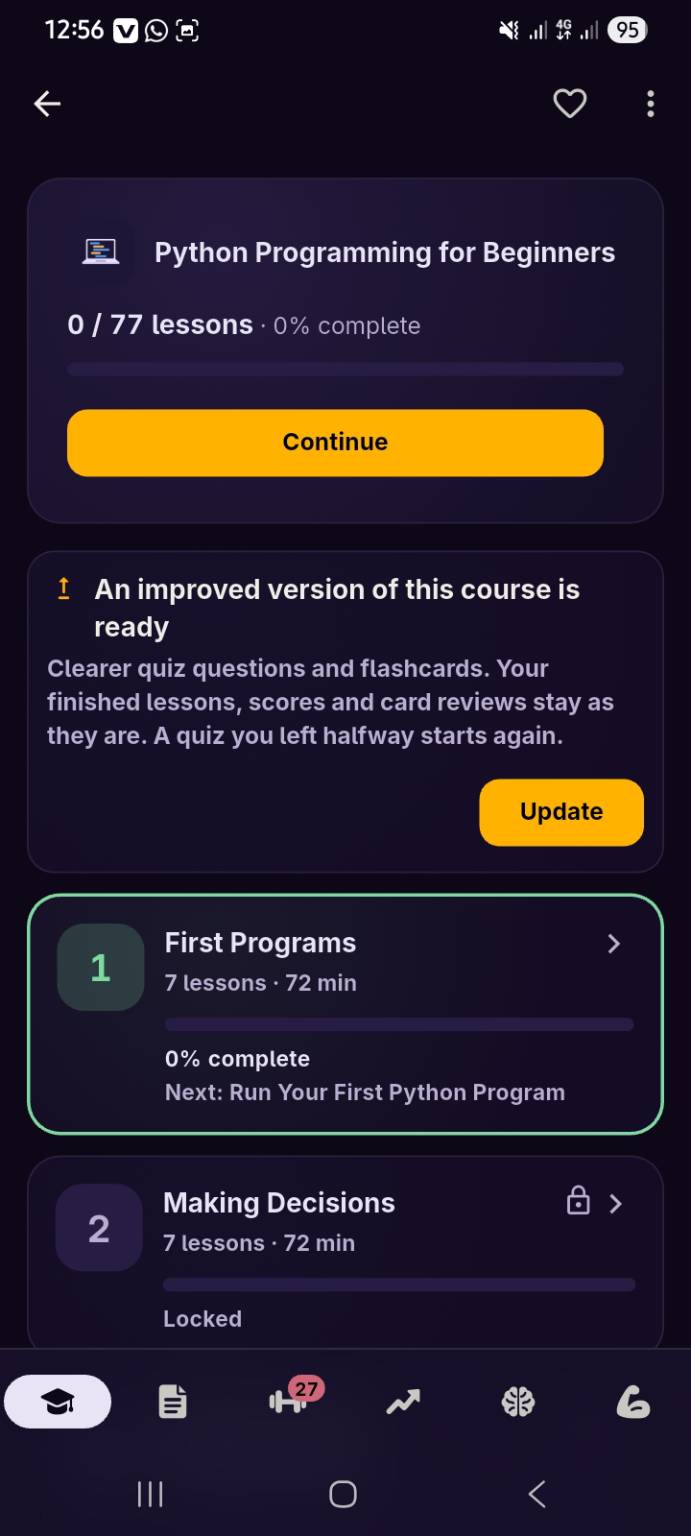 12:56
4G
95
Python Programming for Beginners
0 / 77 lessons · 0% complete
Continue
An improved version of this course is
ready
Clearer quiz questions and flashcards. Your
finished lessons, scores and card reviews stay as
they are. A quiz you left halfway starts again.
Update
1
First Programs
7 lessons · 72 min
0% complete
Next: Run Your First Python Program
2
Making Decisions
7 lessons · 72 min
Locked
27